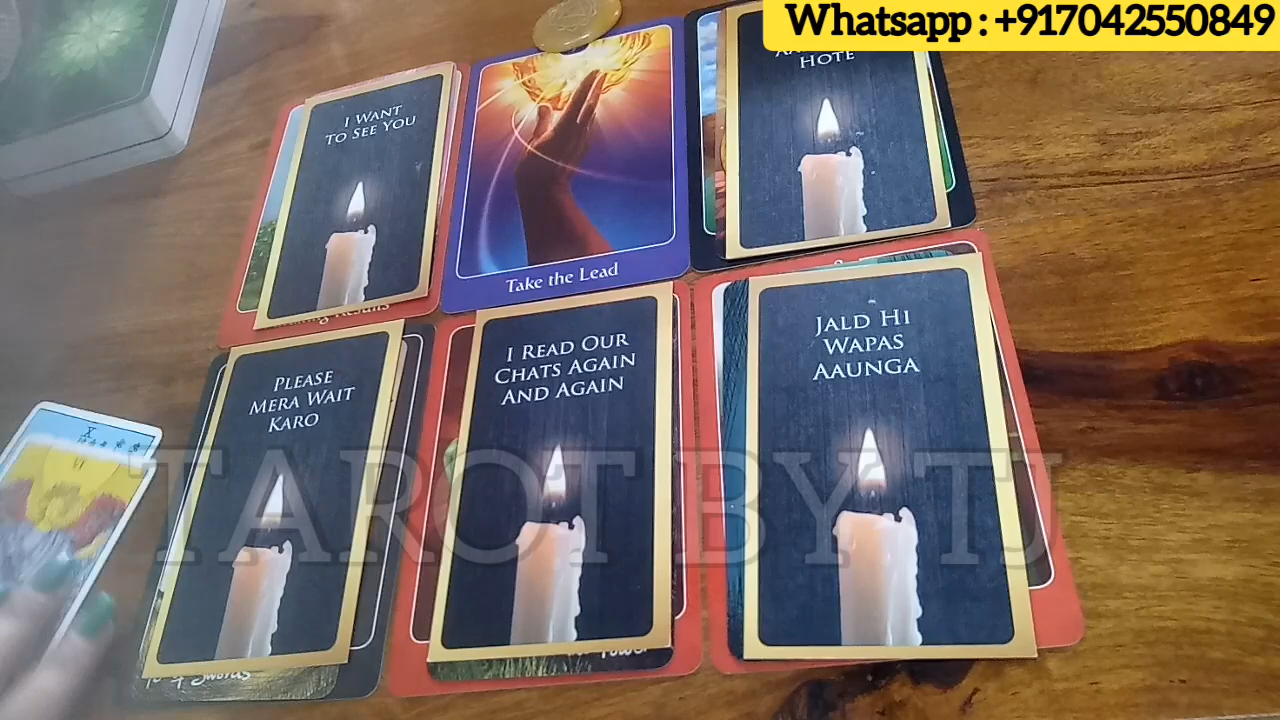 Whatsapp : +917042550849
HOTE
I WANT
TO SEE YOU
Take the Lead
I READ OUR
CHATS AGAIN
AND AGAIN
JALD HI
WAPAS
AAUNGA
PLEASE
MERA WAIT
KARO
X
VI
TAROT BY TJ